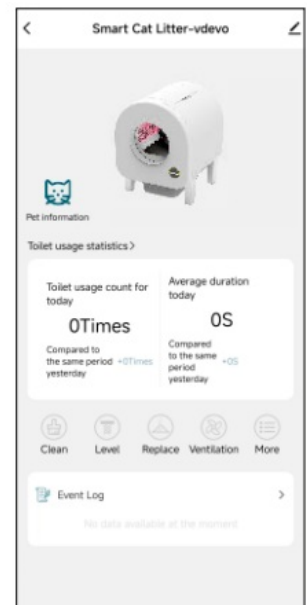 Smart Cat Litter-vdevo
Pet information
Toilet usage statistics>
Toilet usage count for
today
0Times
Compared to
the same period +0Times
yesterday
Average duration
today
0S
Compared
to the same +0S
period
yesterday
Clean Level Replace Ventilation More
Event Log >
No data available at the moment